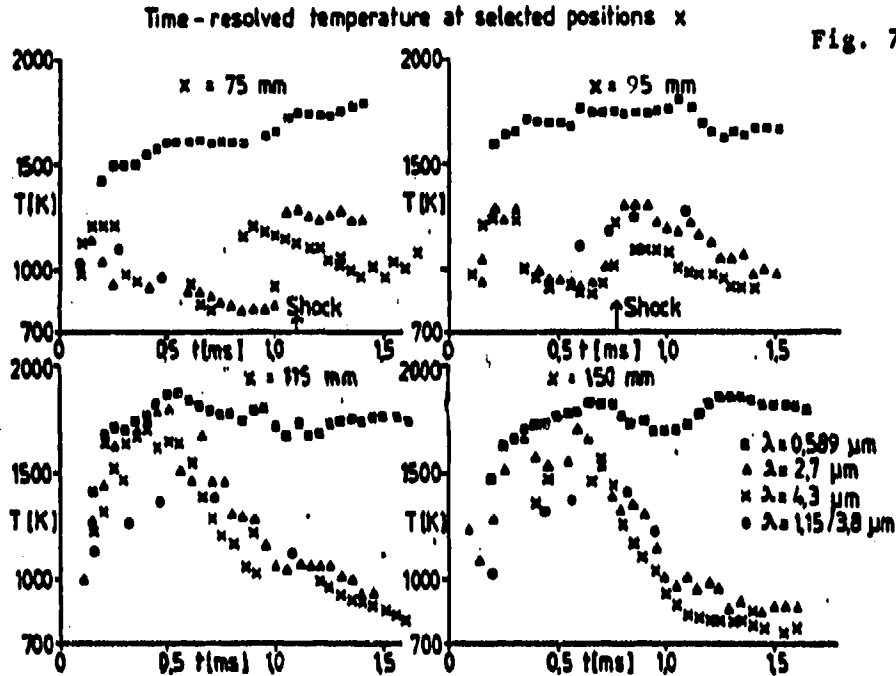 Time-resolved temperature at selected positions x
Fig. 7
2000 1500 T[K] 1000 700
x = 75 mm
Shock
0 0,5 t[ms] 1,0 1,5
2000 1500 T[K] 1000 700
x = 95 mm
Shock
0,5 t[ms] 1,0 1,5
2000 1500 T[K] 1000 700
x = 115 mm
0 0,5 t[ms] 1,0 1,5
2000 1500 T[K] 1000 700
x = 150 mm
λ = 0,589 μm
λ = 2,7 μm
λ = 4,3 μm
λ = 1,15/3,8 μm
0 0,5 t[ms] 1,0 1,5